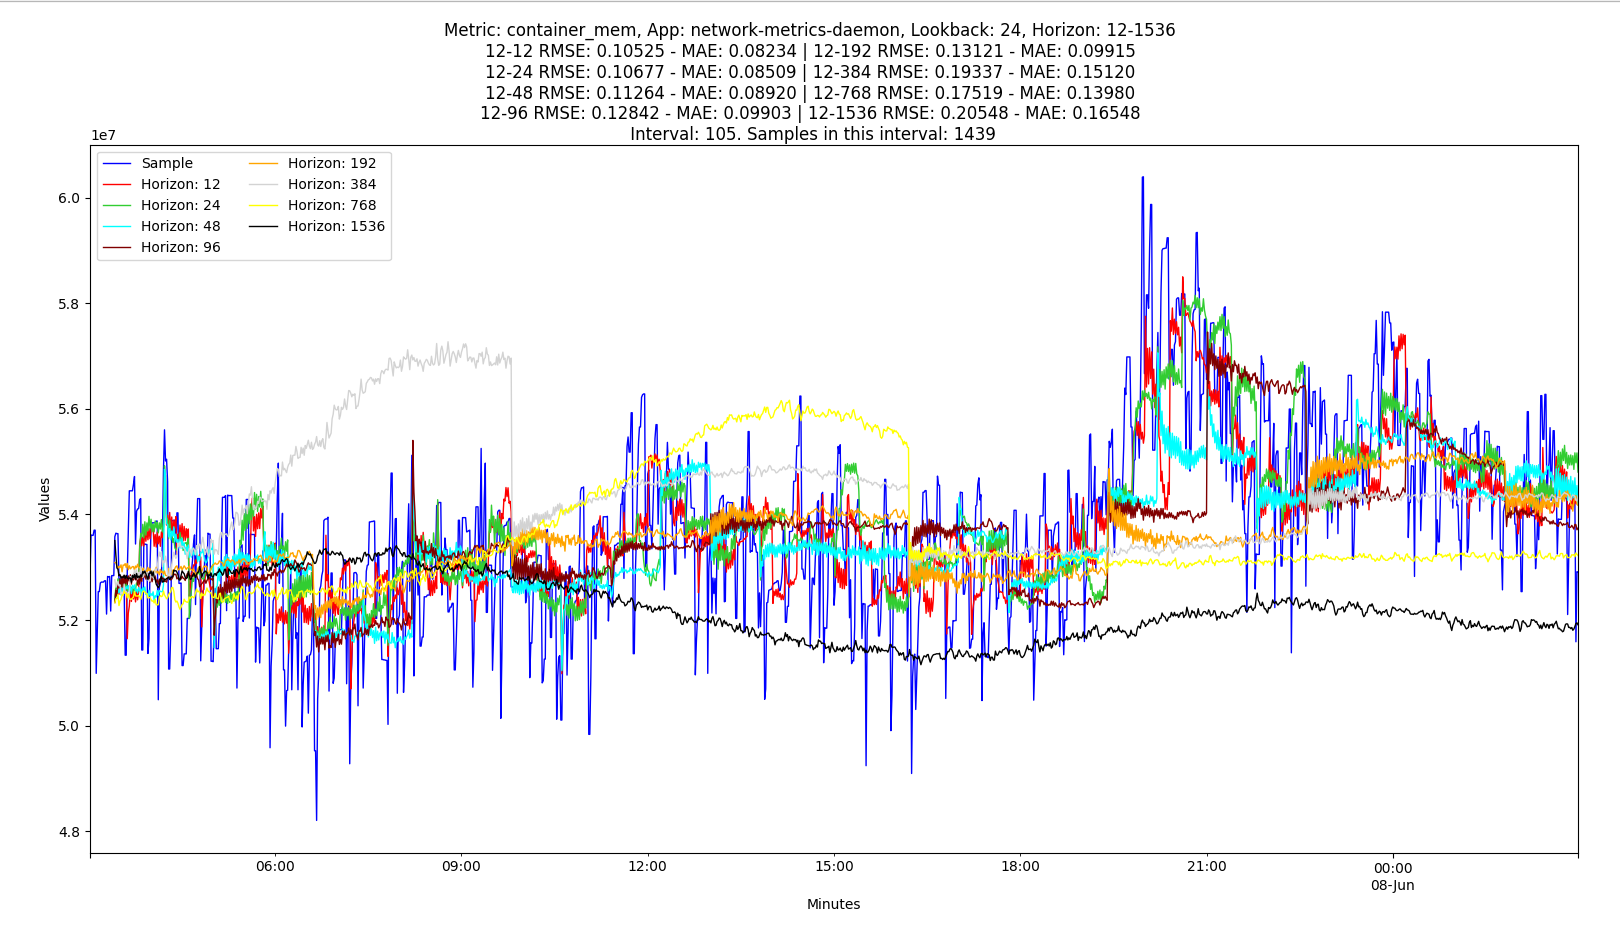 Metric: container_mem, App: network-metrics-daemon, Lookback: 24, Horizon: 12-1536
12-12 RMSE: 0.10525 - MAE: 0.08234 | 12-192 RMSE: 0.13121 - MAE: 0.09915
12-24 RMSE: 0.10677 - MAE: 0.08509 | 12-384 RMSE: 0.19337 - MAE: 0.15120
12-48 RMSE: 0.11264 - MAE: 0.08920 | 12-768 RMSE: 0.17519 - MAE: 0.13980
12-96 RMSE: 0.12842 - MAE: 0.09903 | 12-1536 RMSE: 0.20548 - MAE: 0.16548
Interval: 105. Samples in this interval: 1439
1e7
Sample
Horizon: 12
Horizon: 24
Horizon: 48
Horizon: 96
Horizon: 192
Horizon: 384
Horizon: 768
Horizon: 1536
6.0
5.8
5.6
5.4
5.2
5.0
4.8
Values
06:00
09:00
12:00
15:00
18:00
21:00
00:00
08-Jun
Minutes